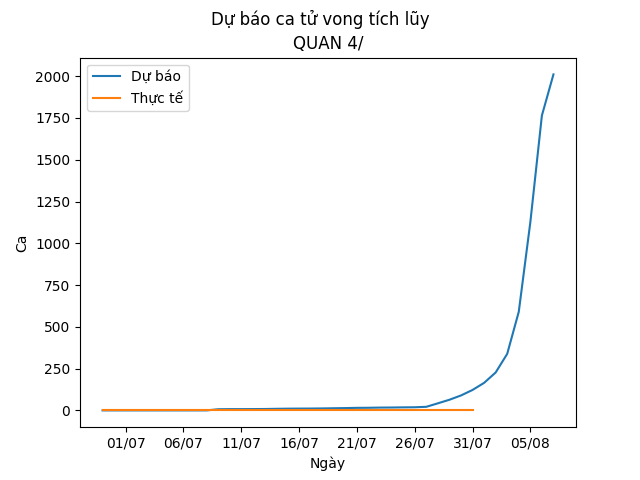 Dự báo ca tử vong tích lũy
QUAN 4/
Dự báo
Thực tế
2000
1750
1500
1250
1000
750
500
250
0
Ca
01/07 06/07 11/07 16/07 21/07 26/07 31/07 05/08
Ngày